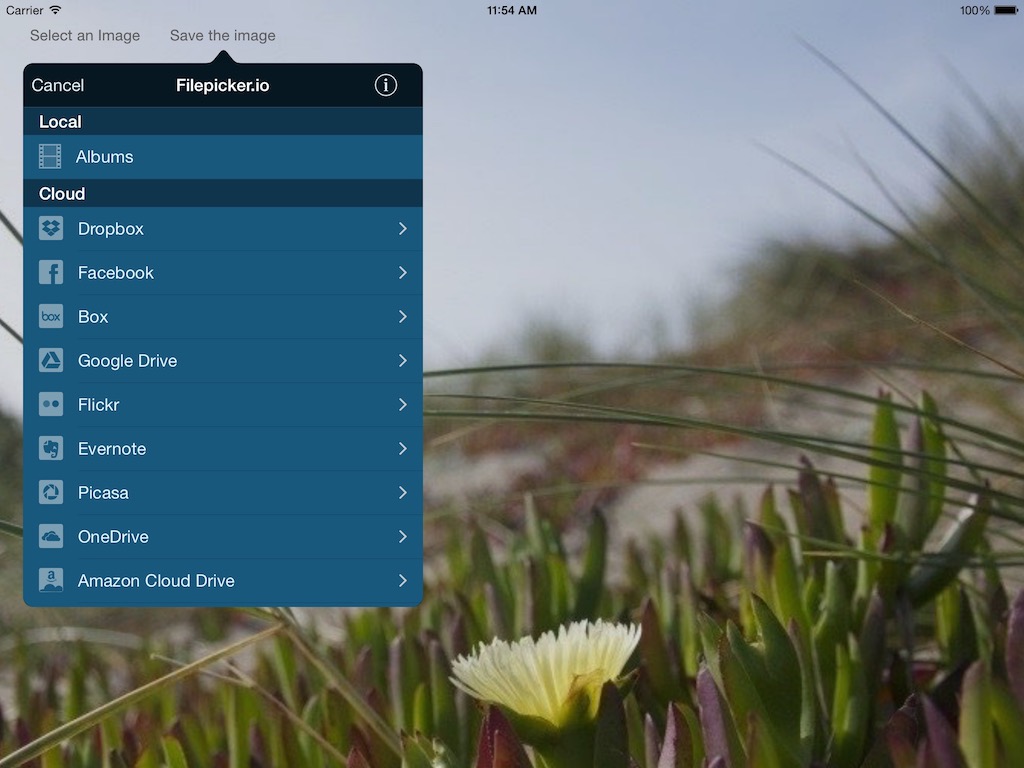 Carrier 11:54 AM 100%
Select an Image Save the image
Cancel Filepicker.io
Local
Albums
Cloud
Dropbox
Facebook
box Box
Google Drive
Flickr
Evernote
Picasa
OneDrive
a Amazon Cloud Drive